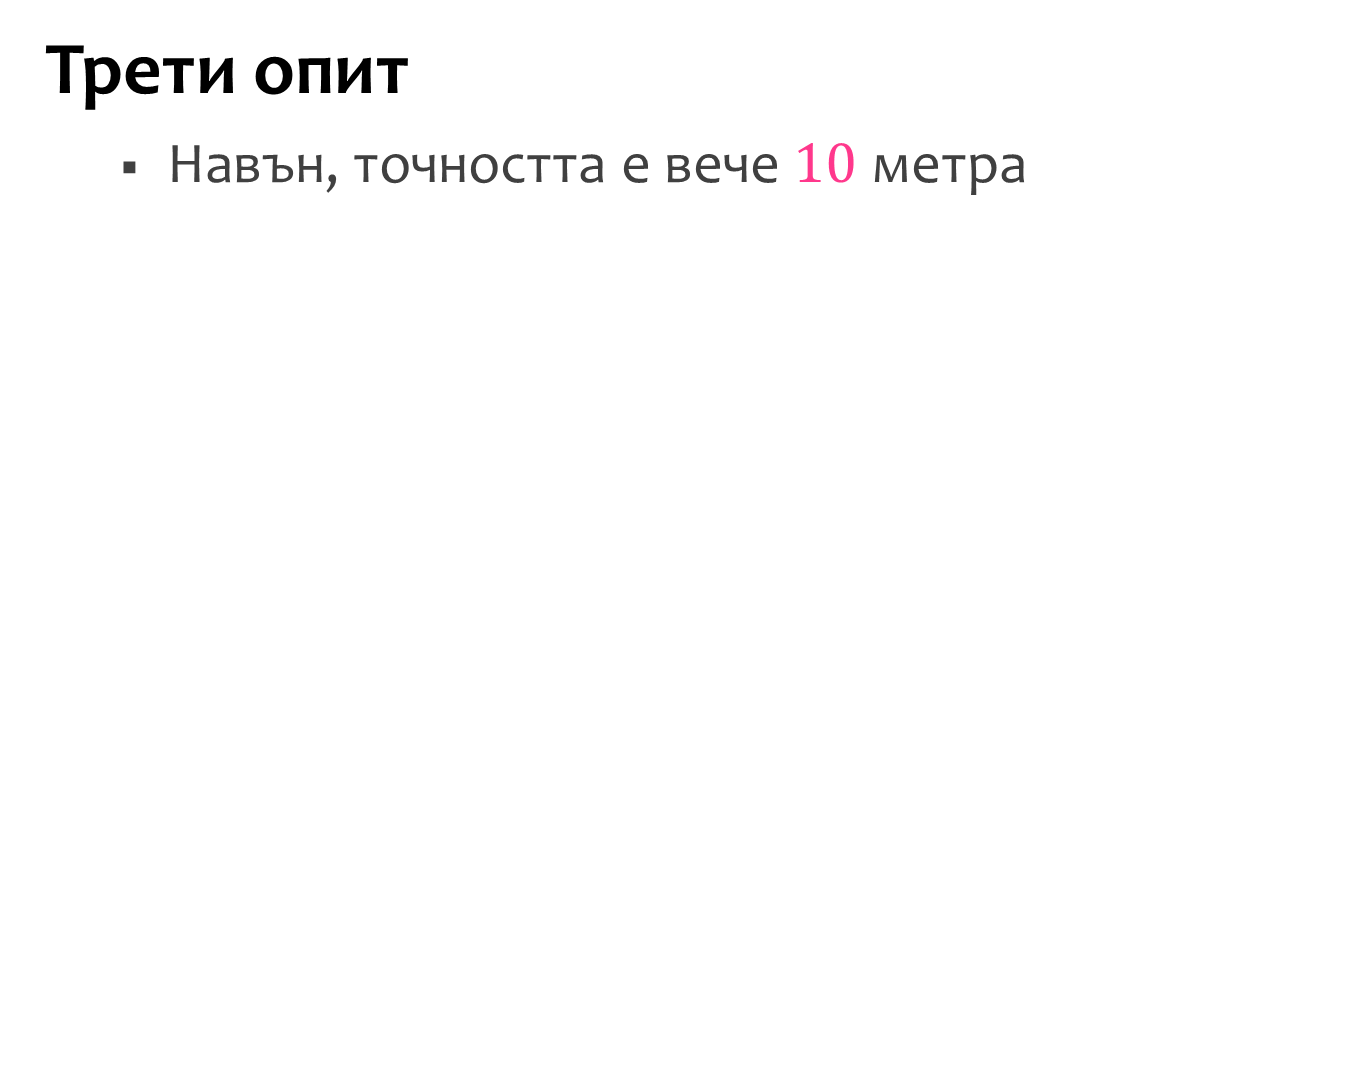 Трети опит
▪ Навън, точността е вече 10 метра